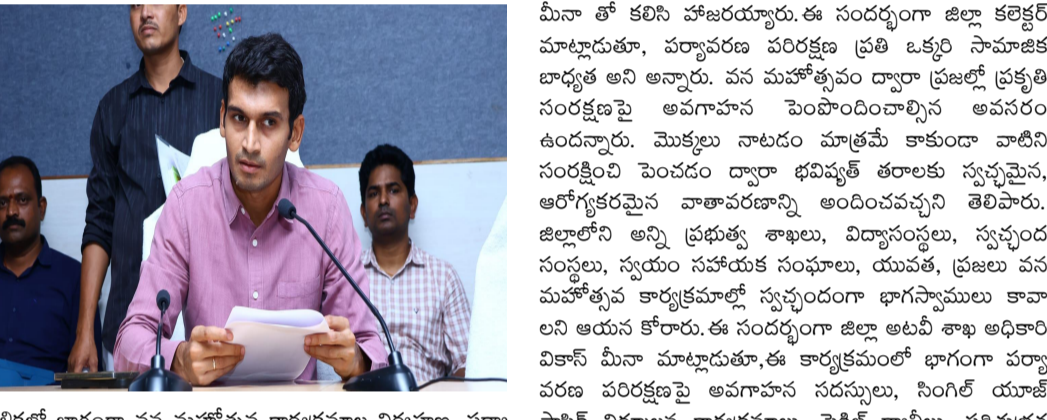 మీనా తో కలిసి హాజరయ్యారు.ఈ సందర్భంగా జిల్లా కలెక్టర్
మాట్లాడుతూ, పర్యావరణ పరిరక్షణ ప్రతి ఒక్కరి సామాజిక
బాధ్యత అని అన్నారు. వన మహోత్సవం ద్వారా ప్రజల్లో ప్రకృతి
సంరక్షణపై అవగాహన పెంపొందించాల్సిన అవసరం
ఉందన్నారు. మొక్కలు నాటడం మాత్రమే కాకుండా వాటిని
సంరక్షించి పెంచడం ద్వారా భవిష్యత్ తరాలకు స్వచ్ఛమైన,
ఆరోగ్యకరమైన వాతావరణాన్ని అందించవచ్చని తెలిపారు.
జిల్లాలోని అన్ని ప్రభుత్వ శాఖలు, విద్యాసంస్థలు, స్వచ్ఛంద
సంస్థలు, స్వయం సహాయక సంఘాలు, యువత, ప్రజలు వన
మహోత్సవ కార్యక్రమాల్లో స్వచ్ఛందంగా భాగస్వాములు కావా
లని ఆయన కోరారు.ఈ సందర్భంగా జిల్లా అటవీ శాఖ అధికారి
వికాస్ మీనా మాట్లాడుతూ,ఈ కార్యక్రమంలో భాగంగా పర్యా
వరణ పరిరక్షణపై అవగాహన సదస్సులు, సింగిల్ యూజ్